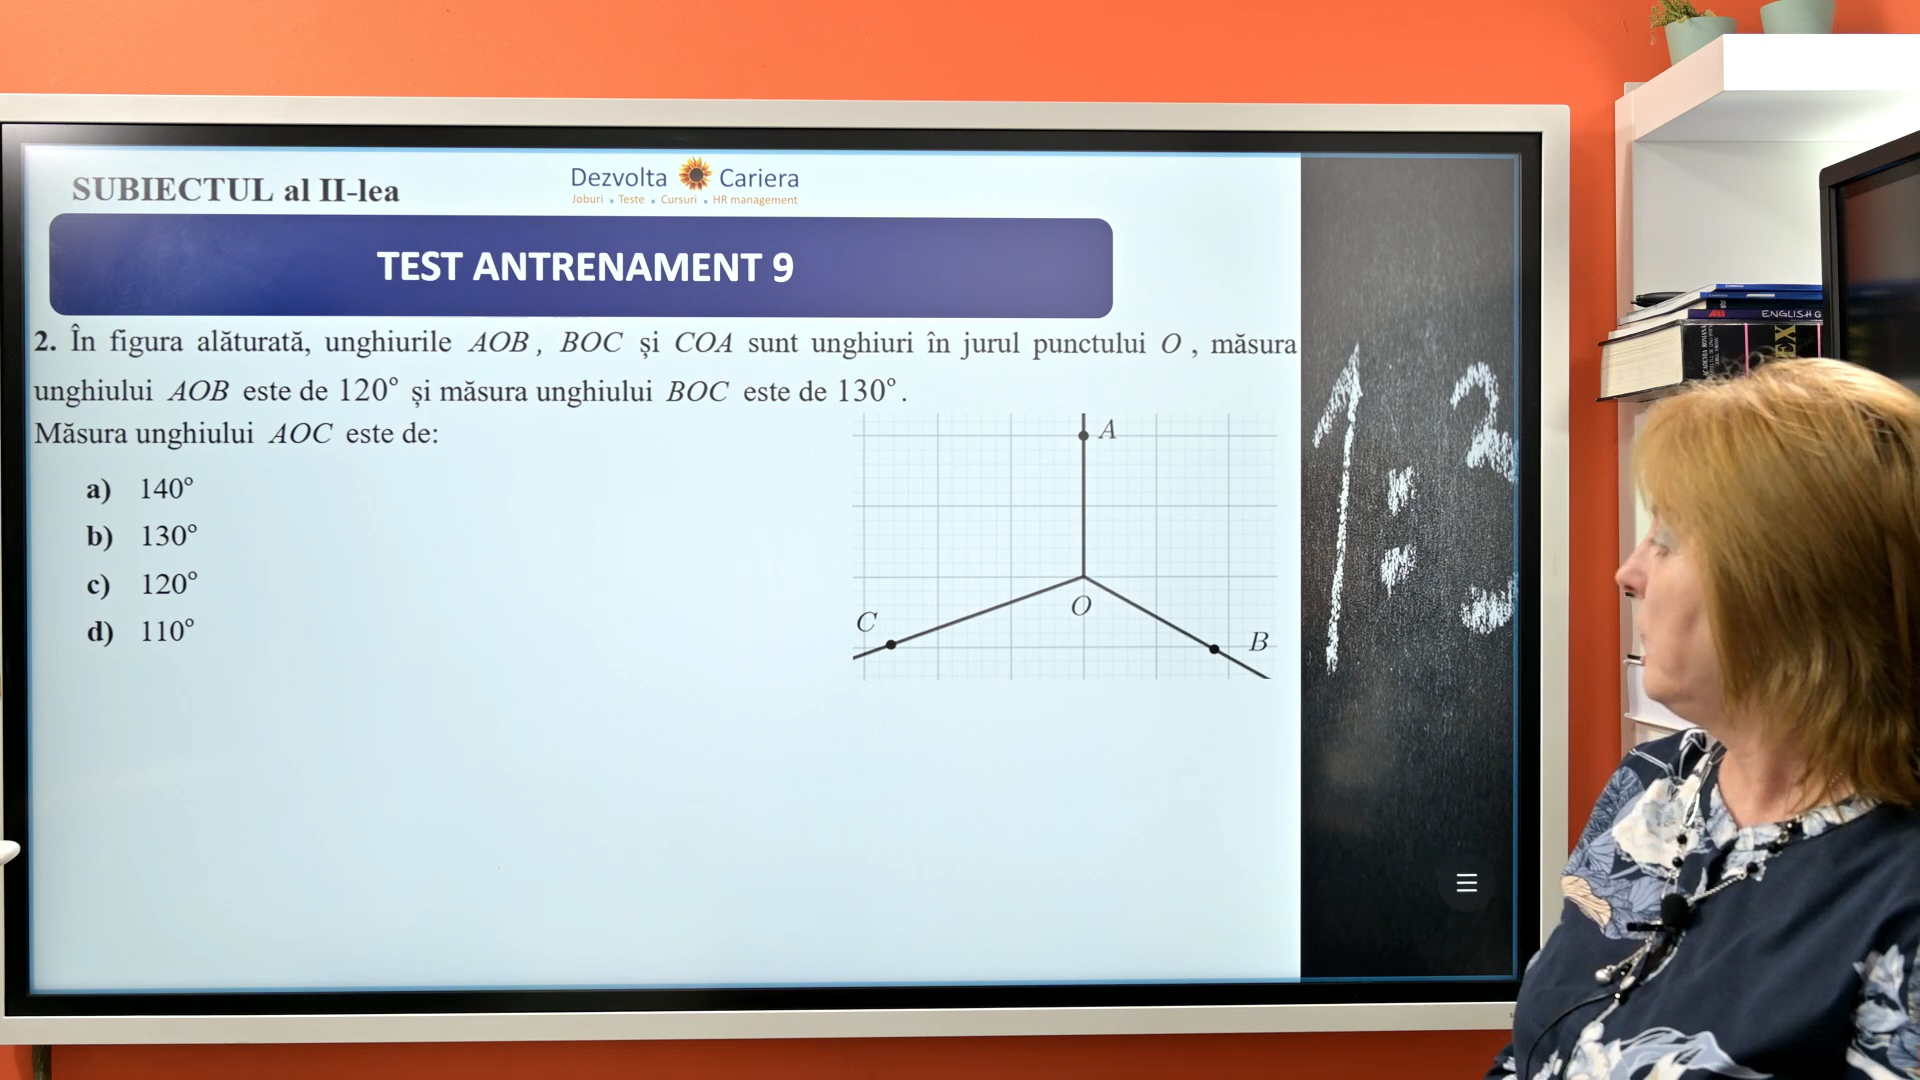 SUBIECTUL al II-lea
Dezvolta Cariera
Joburi . Teste . Cursuri . HR management
TEST ANTRENAMENT 9
2. În figura alăturată, unghiurile AOB, BOC și COA sunt unghiuri în jurul punctului O, măsura
unghiului AOB este de 120° și măsura unghiului BOC este de 130°.
Măsura unghiului AOC este de:
a) 140°
b) 130°
c) 120°
d) 110°
A
O
C
B
ENGLISH G